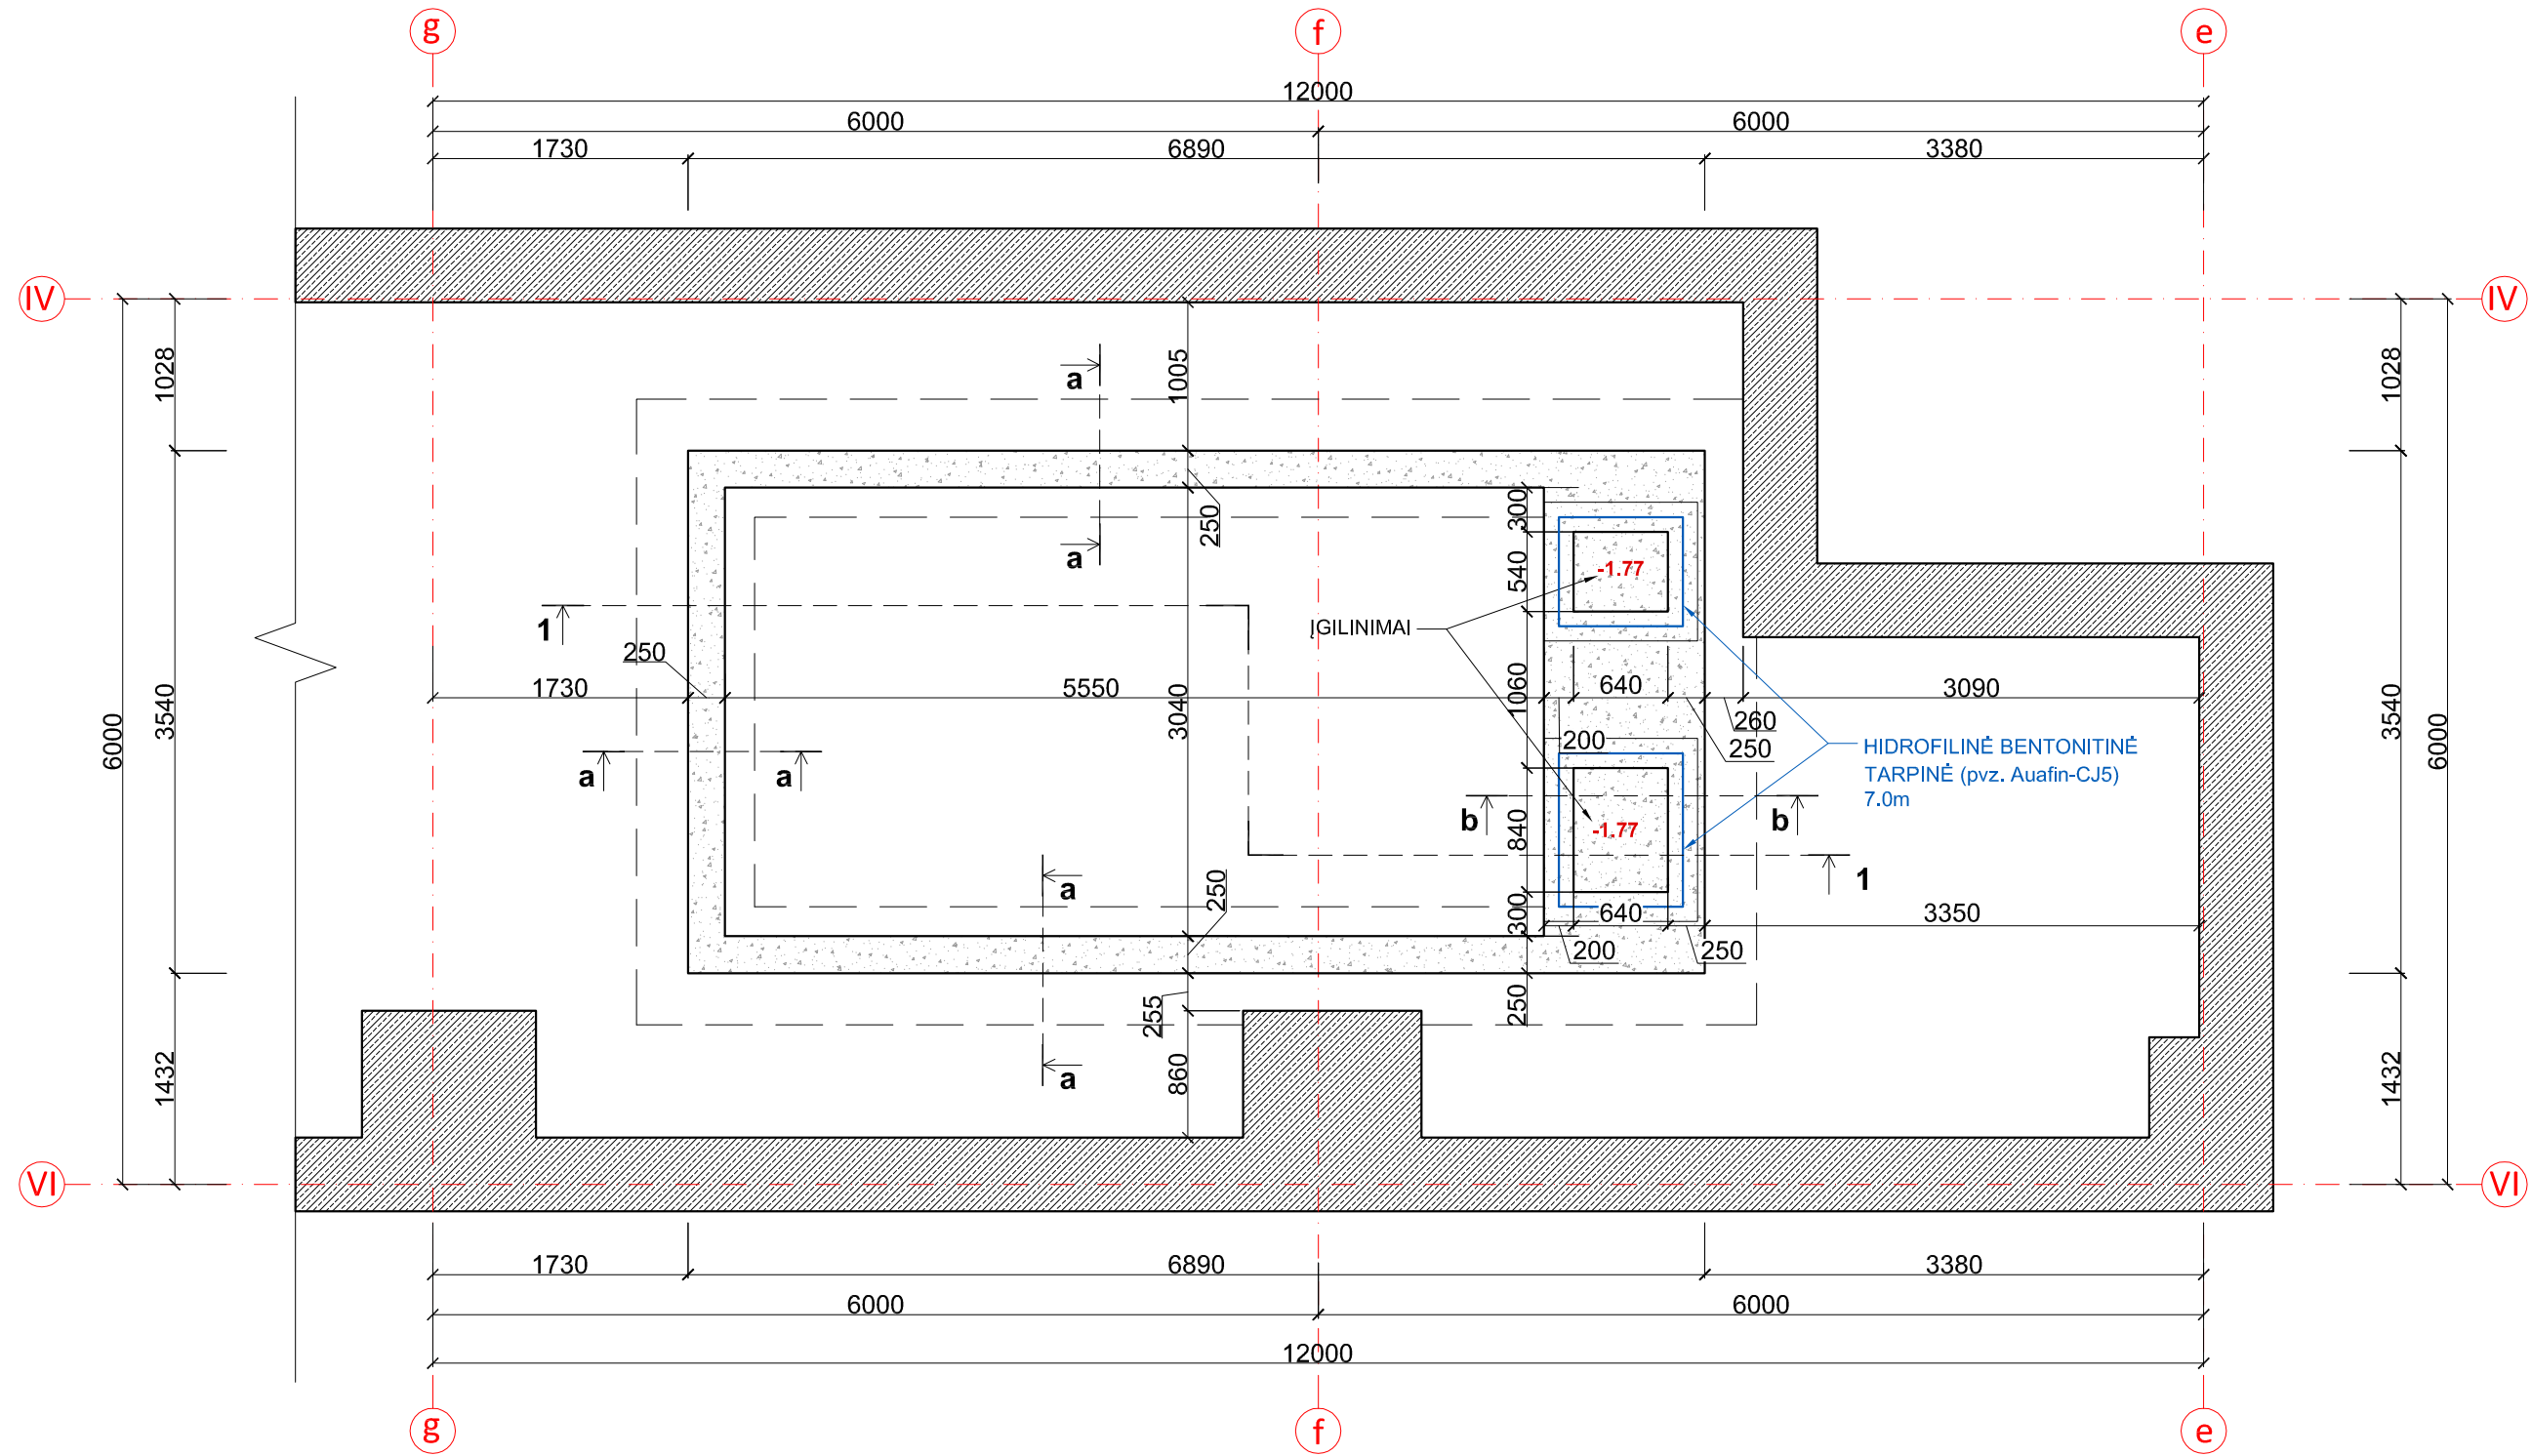 g f e
12000
6000 6000
1730 6890 3380
IV IV
1028 1005 1028
a
250 300
a
540 -1.77
1 ĮGILINIMAI
250
1730 5550 1060 640 3090
6000 3540 3040 260 3540 6000
200 250
HIDROFILINĖ BENTONITINĖ
TARPINĖ (pvz. Auafin-CJ5)
7.0m
a a
b b
840 -1.77
250 a 1
300 640 3350
200 250
255 250
860 a
1432 1432
VI VI
1730 6890 3380
6000 6000
12000
g f e